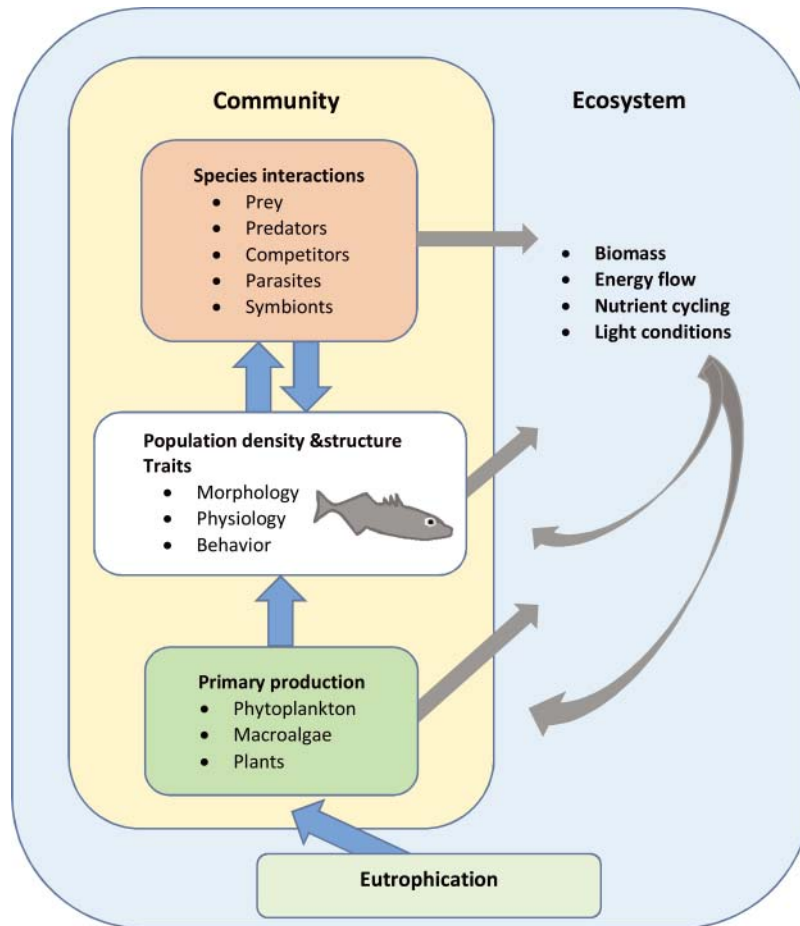 Community
Ecosystem
Species interactions
• Prey
• Predators
• Competitors
• Parasites
• Symbionts
• Biomass
• Energy flow
• Nutrient cycling
• Light conditions
Population density &structure
Traits
• Morphology
• Physiology
• Behavior
Primary production
• Phytoplankton
• Macroalgae
• Plants
Eutrophication